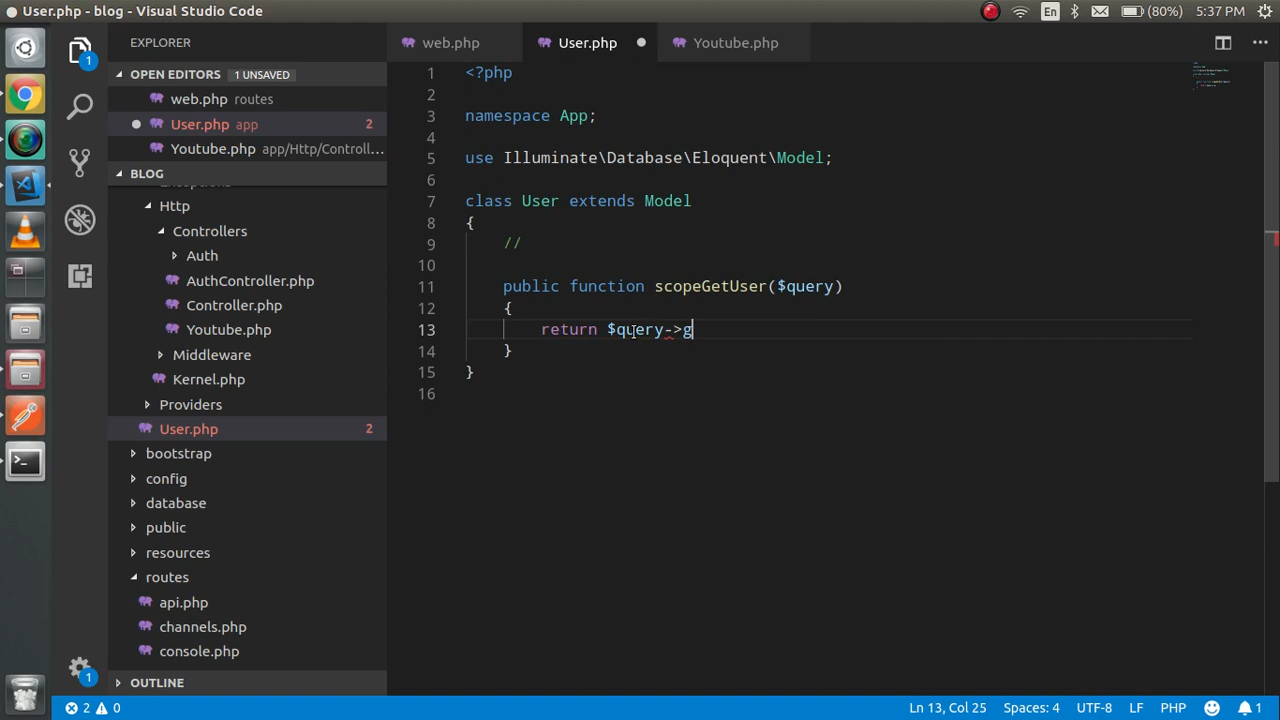 User.php - blog - Visual Studio Code
En
(80%)
5:37 PM
1
EXPLORER
web.php
User.php
Youtube.php
OPEN EDITORS 1 UNSAVED
web.php routes
User.php app 2
Youtube.php app/Http/Controll...
BLOG
Http
Controllers
Auth
AuthController.php
Controller.php
Youtube.php
Middleware
Kernel.php
Providers
User.php 2
bootstrap
config
database
public
resources
routes
api.php
channels.php
console.php
OUTLINE
1
1 <?php
2
3 namespace App;
4
5 use Illuminate\Database\Eloquent\Model;
6
7 class User extends Model
8 {
9 //
10
11 public function scopeGetUser($query)
12 {
13 return $query->g
14 }
15 }
16
2 0
Ln 13, Col 25
Spaces: 4
UTF-8
LF
PHP
1